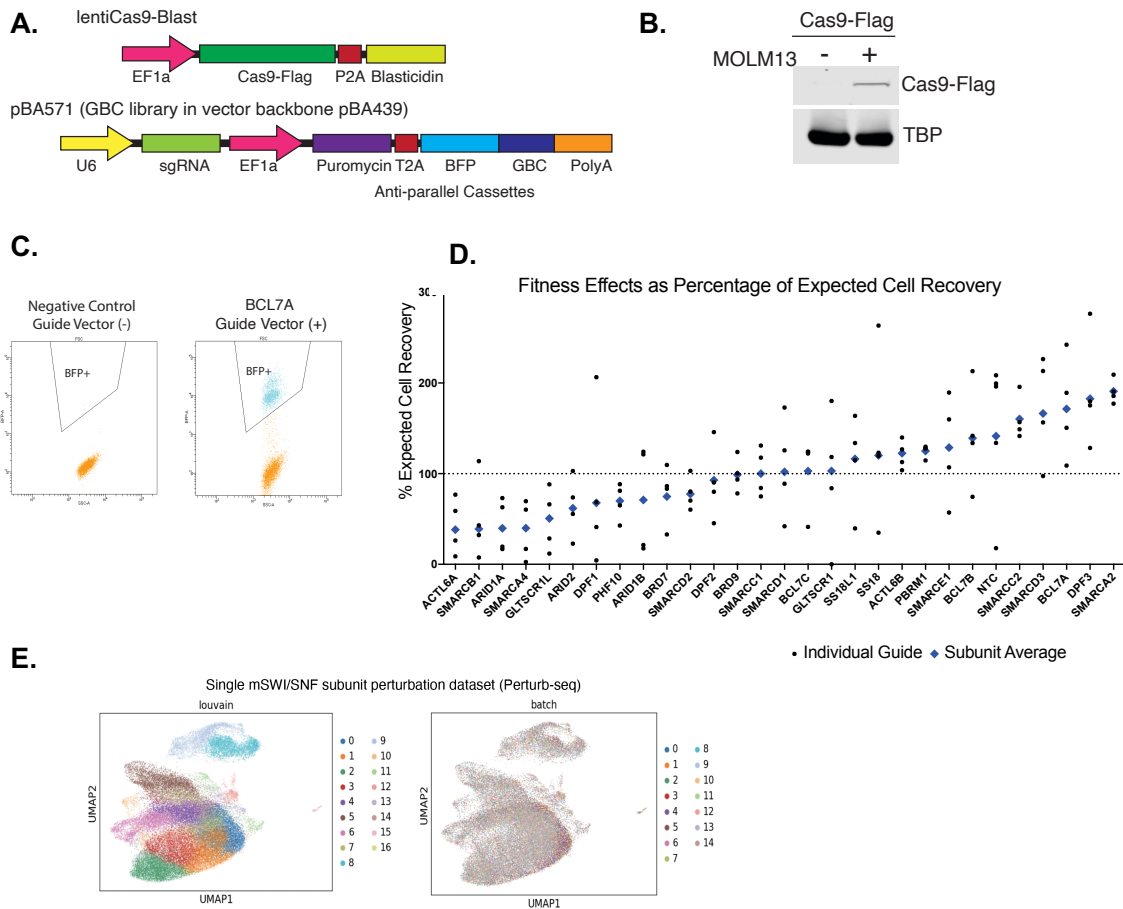 A.
lentiCas9-Blast
EF1a Cas9-Flag P2A Blasticidin
pBA571 (GBC library in vector backbone pBA439)
U6 sgRNA EF1a Puromycin T2A BFP GBC PolyA
Anti-parallel Cassettes
B.
Cas9-Flag
MOLM13 - +
Cas9-Flag
TBP
C.
Negative Control
Guide Vector (-)
BFP+
SSC-A
BCL7A
Guide Vector (+)
BFP+
BFP-A
SSC-A
D.
Fitness Effects as Percentage of Expected Cell Recovery
% Expected Cell Recovery
200
100
0
ACTL6A
SMARCB1
ARID1A
SMARCA4
GLTSCR1L
ARID2
DPF1
PHF10
ARID1B
BRD7
SMARCD2
DPF2
BRD9
SMARCC1
SMARCD1
BCL7C
GLTSCR1
SS18L1
SS18
ACTL6B
PBRM1
SMARCE1
BCL7B
NTC
SMARCC2
SMARCD3
BCL7A
DPF3
SMARCA2
Individual Guide Subunit Average
E.
Single mSWI/SNF subunit perturbation dataset (Perturb-seq)
louvain
UMAP2
UMAP1
0 9
1 10
2 11
3 12
4 13
5 14
6 15
7 16
8
batch
UMAP2
UMAP1
0 8
1 9
2 10
3 11
4 12
5 13
6 14
7